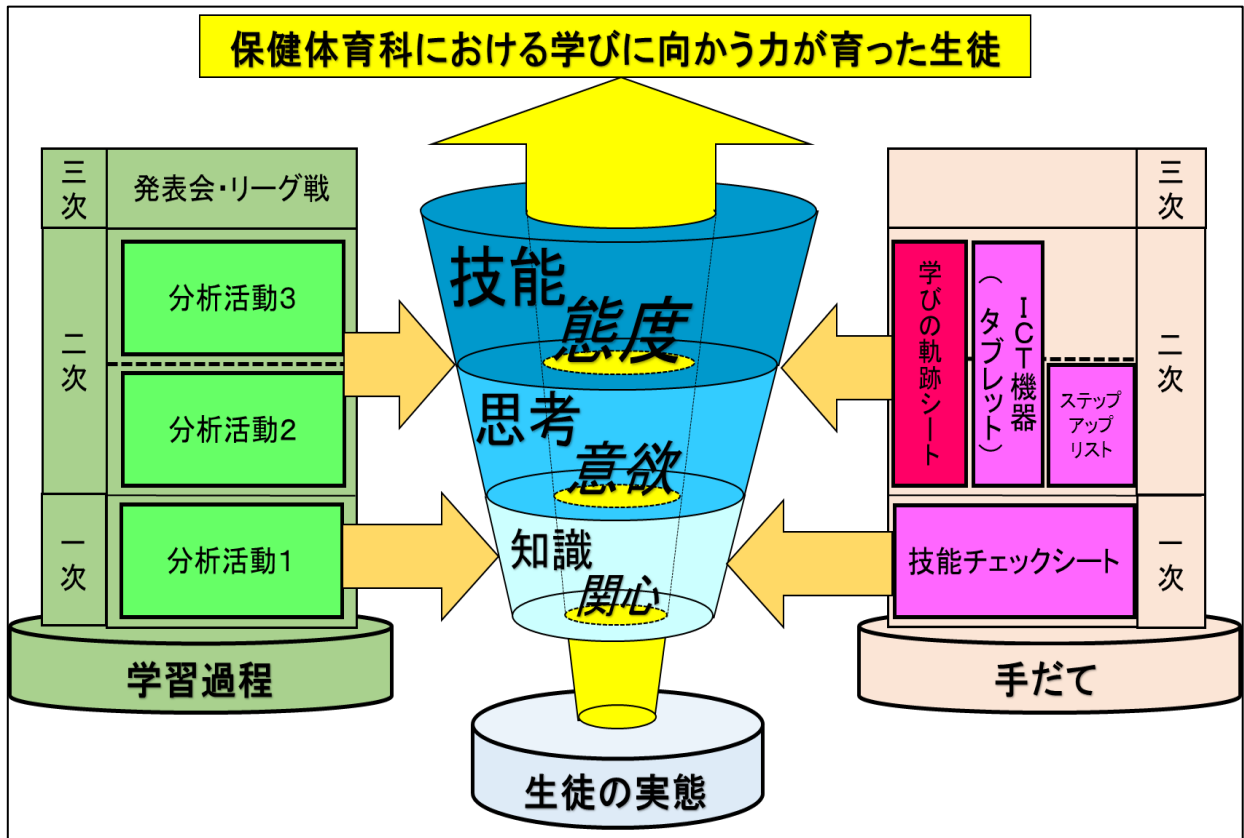 保健体育科における学びに向かう力が育った生徒
三次
発表会・リーグ戦
二次
分析活動3
分析活動2
一次
分析活動1
学習過程
技能
態度
思考
意欲
知識
関心
生徒の実態
三次
二次
学びの軌跡シート
ICT機器
(タブレット)
ステップ
アップ
リスト
一次
技能チェックシート
手だて